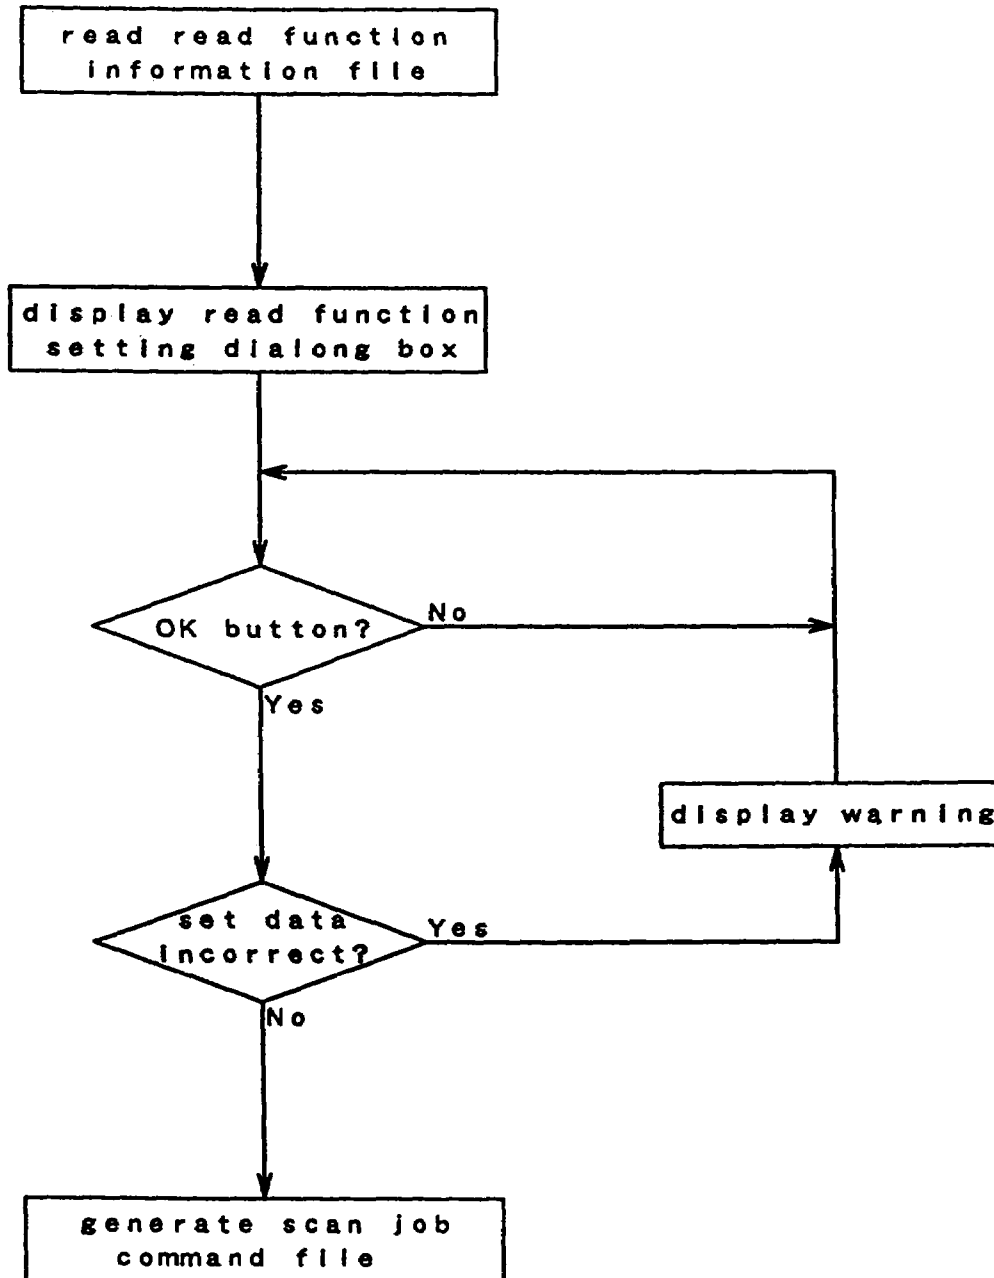 read read function
information file
display read function
setting dialong box
OK button?
No
Yes
display warning
set data
incorrect?
Yes
No
generate scan job
command file